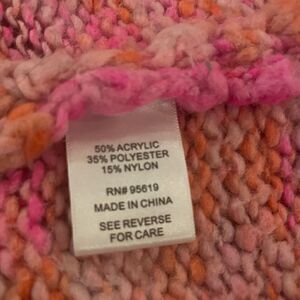 50% ACRYLIC
35% POLYESTER
15% NYLON
RN# 95619
MADE IN CHINA
SEE REVERSE
FOR CARE